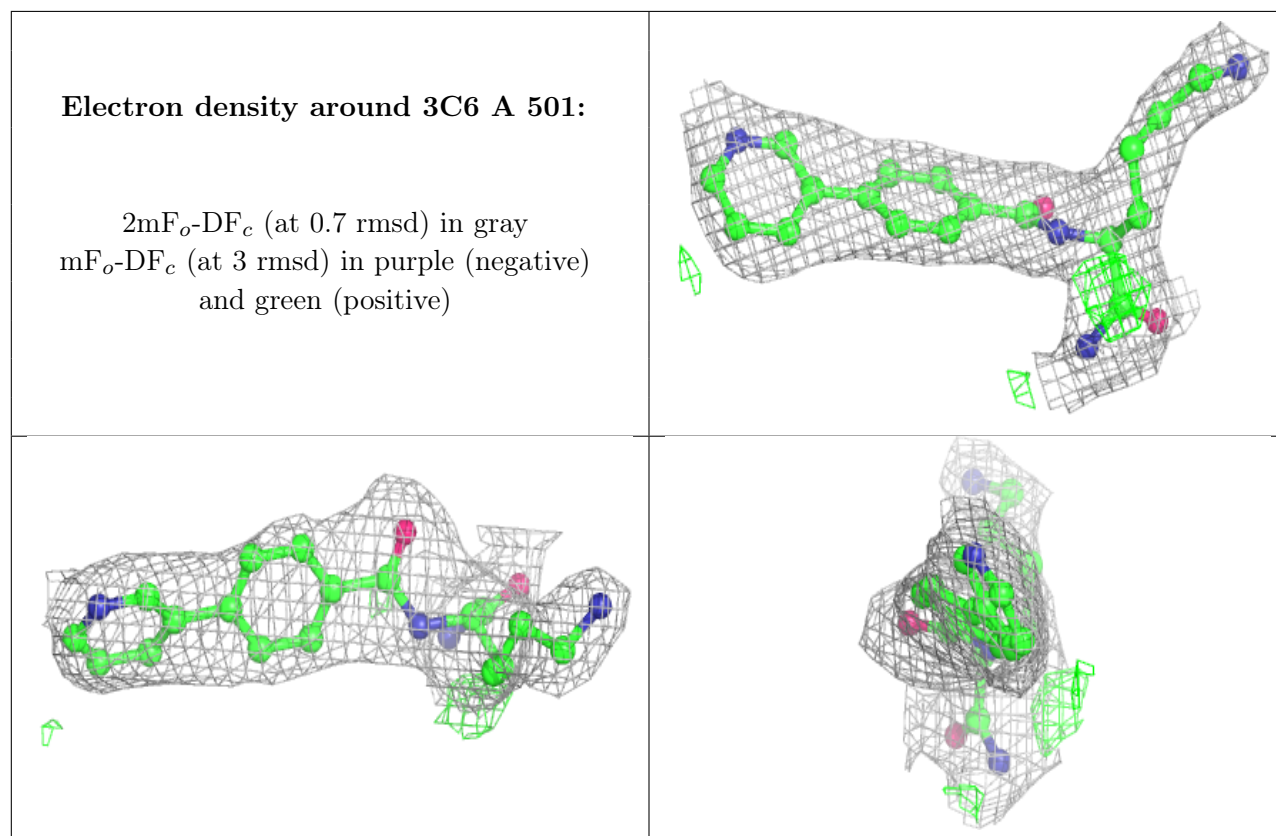 Electron density around 3C6 A 501:
2mFo-DFc (at 0.7 rmsd) in gray
mFo-DFc (at 3 rmsd) in purple (negative)
and green (positive)